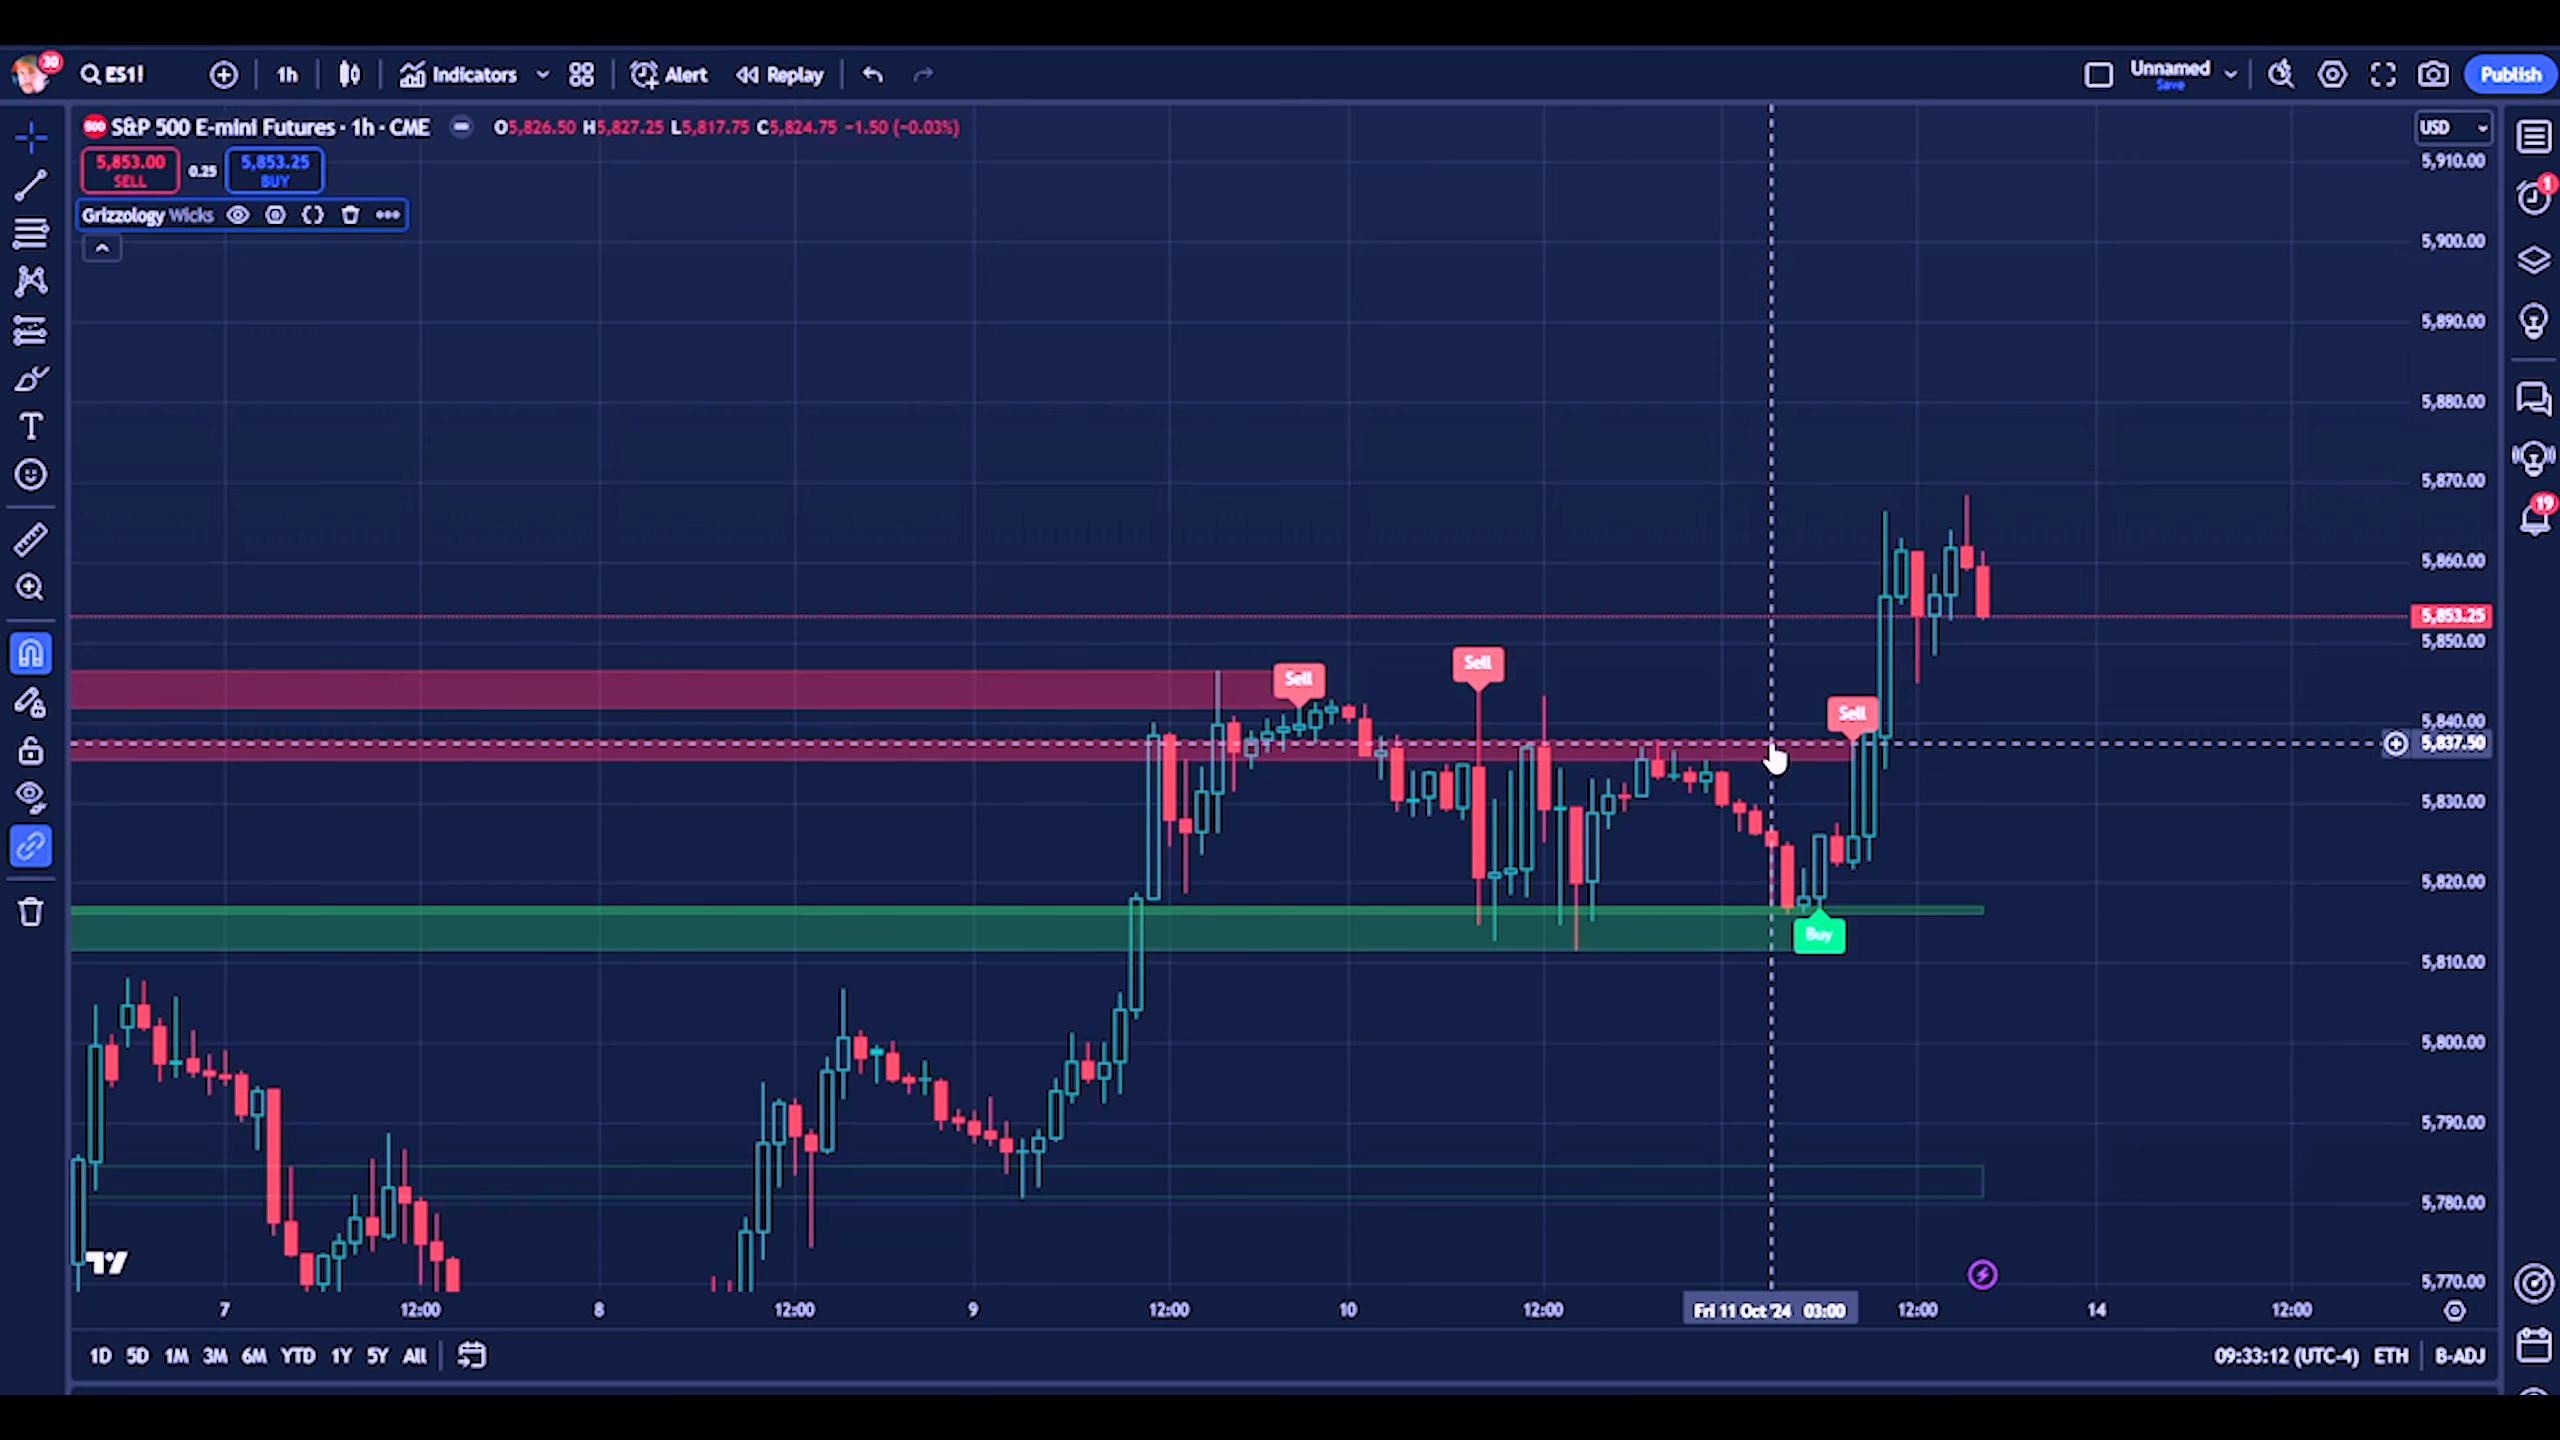 30 ES1! 1h Indicators Alert Replay Unnamed Save Publish
S&P 500 E-mini Futures · 1h · CME O5,826.50 H5,827.25 L5,817.75 C5,824.75 −1.50 (−0.03%)
USD
5,853.00 SELL 0.25 5,853.25 BUY
Grizzology Wicks
5,910.00
5,900.00
5,890.00
5,880.00
5,870.00
5,860.00
5,853.25
5,850.00
5,840.00
5,837.50
5,830.00
5,820.00
5,810.00
5,800.00
5,790.00
5,780.00
5,770.00
1
19
Sell
Sell
Sell
Buy
7 12:00 8 12:00 9 12:00 10 12:00 Fri 11 Oct '24 03:00 12:00 14 12:00
1D 5D 1M 3M 6M YTD 1Y 5Y All 09:33:12 (UTC-4) ETH B-ADJ